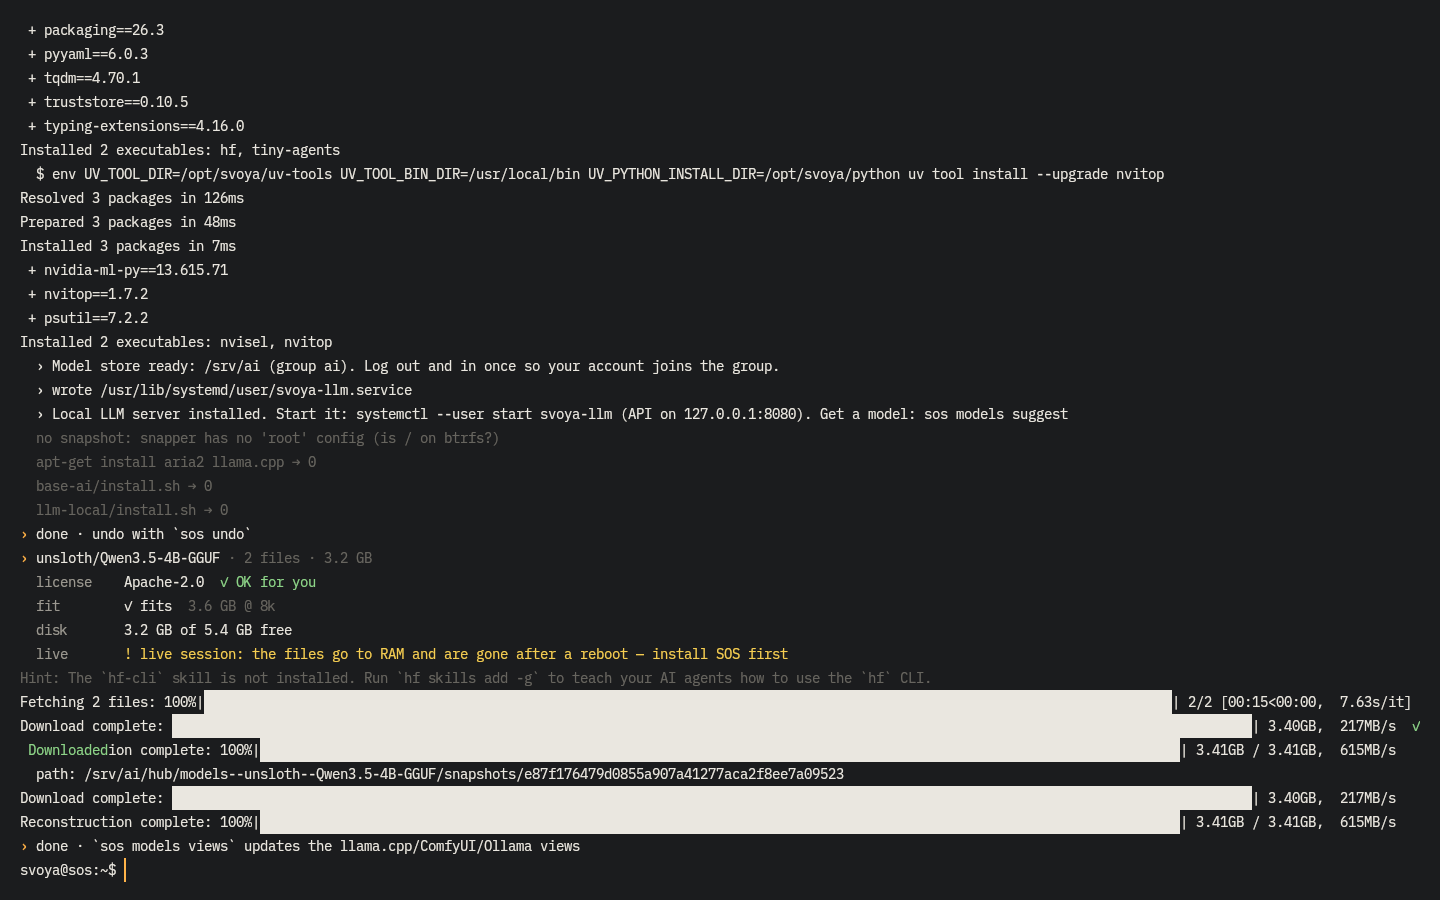 + packaging==26.3
+ pyyaml==6.0.3
+ tqdm==4.70.1
+ truststore==0.10.5
+ typing-extensions==4.16.0
Installed 2 executables: hf, tiny-agents
$ env UV_TOOL_DIR=/opt/svoya/uv-tools UV_TOOL_BIN_DIR=/usr/local/bin UV_PYTHON_INSTALL_DIR=/opt/svoya/python uv tool install --upgrade nvitop
Resolved 3 packages in 126ms
Prepared 3 packages in 48ms
Installed 3 packages in 7ms
+ nvidia-ml-py==13.615.71
+ nvitop==1.7.2
+ psutil==7.2.2
Installed 2 executables: nvisel, nvitop
› Model store ready: /srv/ai (group ai). Log out and in once so your account joins the group.
› wrote /usr/lib/systemd/user/svoya-llm.service
› Local LLM server installed. Start it: systemctl --user start svoya-llm (API on 127.0.0.1:8080). Get a model: sos models suggest
no snapshot: snapper has no 'root' config (is / on btrfs?)
apt-get install aria2 llama.cpp → 0
base-ai/install.sh → 0
llm-local/install.sh → 0
› done · undo with `sos undo`
› unsloth/Qwen3.5-4B-GGUF · 2 files · 3.2 GB
license Apache-2.0 ✓ OK for you
fit ✓ fits 3.6 GB @ 8k
disk 3.2 GB of 5.4 GB free
live ! live session: the files go to RAM and are gone after a reboot — install SOS first
Hint: The `hf-cli` skill is not installed. Run `hf skills add -g` to teach your AI agents how to use the `hf` CLI.
Fetching 2 files: 100%| | 2/2 [00:15<00:00, 7.63s/it]
Download complete: | 3.40GB, 217MB/s ✓
Downloadedion complete: 100%| | 3.41GB / 3.41GB, 615MB/s
path: /srv/ai/hub/models--unsloth--Qwen3.5-4B-GGUF/snapshots/e87f176479d0855a907a41277aca2f8ee7a09523
Download complete: | 3.40GB, 217MB/s
Reconstruction complete: 100%| | 3.41GB / 3.41GB, 615MB/s
› done · `sos models views` updates the llama.cpp/ComfyUI/Ollama views
svoya@sos:~$